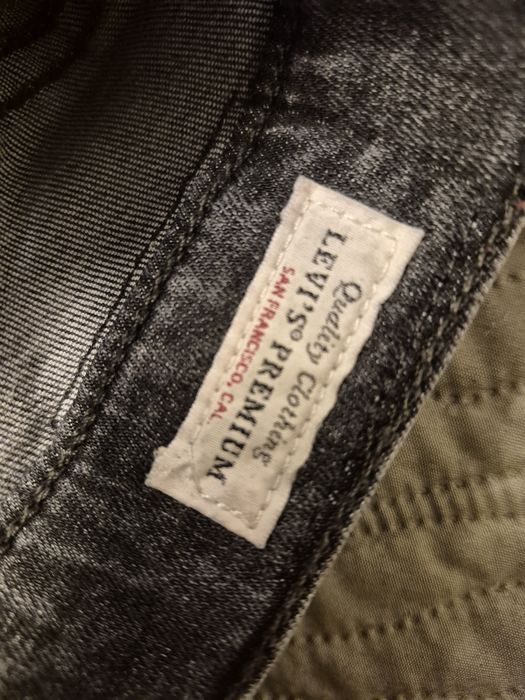 Quality Clothing
LEVI'S® PREMIUM
SAN FRANCISCO, CAL.